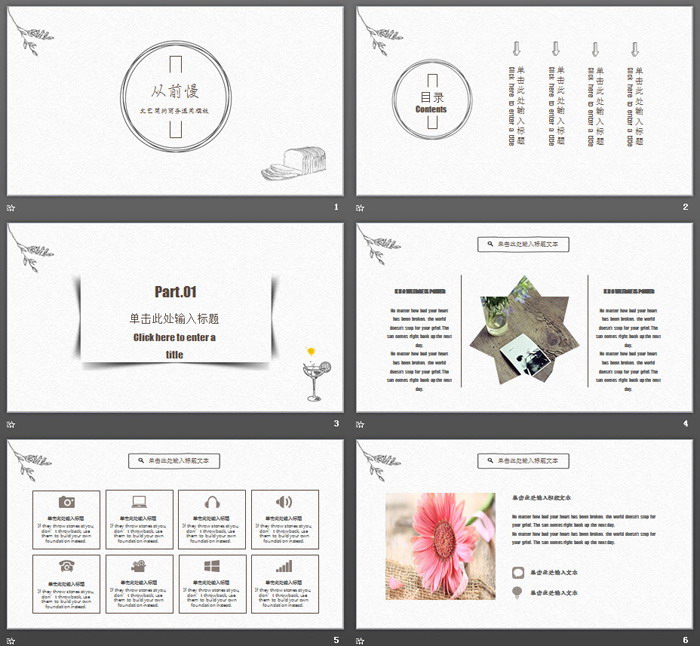 从前慢
文艺简约商务通用模板
1
目录
Contents
单击此处输入标题
Click here to enter a title
单击此处输入标题
Click here to enter a title
单击此处输入标题
Click here to enter a title
单击此处输入标题
Click here to enter a title
2
Part.01
单击此处输入标题
Click here to enter a
title
3
单击此处输入标题文本
No matter how bad your heart
has been broken, the world
doesn't stop for your grief. The
sun comes right back up the next
day.
No matter how bad your heart
has been broken, the world
doesn't stop for your grief. The
sun comes right back up the next
day.
No matter how bad your heart
has been broken, the world
doesn't stop for your grief. The
sun comes right back up the next
day.
No matter how bad your heart
has been broken, the world
doesn't stop for your grief. The
sun comes right back up the next
day.
4
单击此处输入标题文本
单击此处输入标题
If they throw stones at you,
don't throw back, use
them to build your own
foundation instead.
单击此处输入标题
If they throw stones at you,
don't throw back, use
them to build your own
foundation instead.
单击此处输入标题
If they throw stones at you,
don't throw back, use
them to build your own
foundation instead.
单击此处输入标题
If they throw stones at you,
don't throw back, use
them to build your own
foundation instead.
单击此处输入标题
If they throw stones at you,
don't throw back, use
them to build your own
foundation instead.
单击此处输入标题
If they throw stones at you,
don't throw back, use
them to build your own
foundation instead.
单击此处输入标题
If they throw stones at you,
don't throw back, use
them to build your own
foundation instead.
单击此处输入标题
If they throw stones at you,
don't throw back, use
them to build your own
foundation instead.
5
单击此处输入标题文本
单击此处输入标题文本
No matter how bad your heart has been broken, the world doesn't stop for
your grief. The sun comes right back up the next day.
No matter how bad your heart has been broken, the world doesn't stop for
your grief. The sun comes right back up the next day.
单击此处输入文本
单击此处输入文本
6